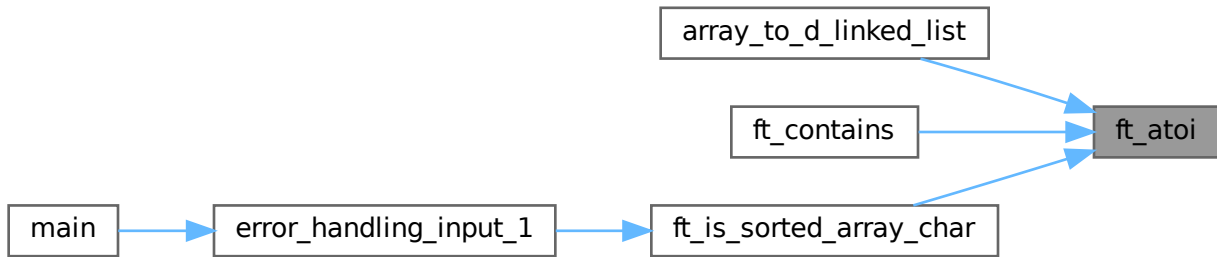 array_to_d_linked_list
ft_contains
ft_atoi
main
error_handling_input_1
ft_is_sorted_array_char